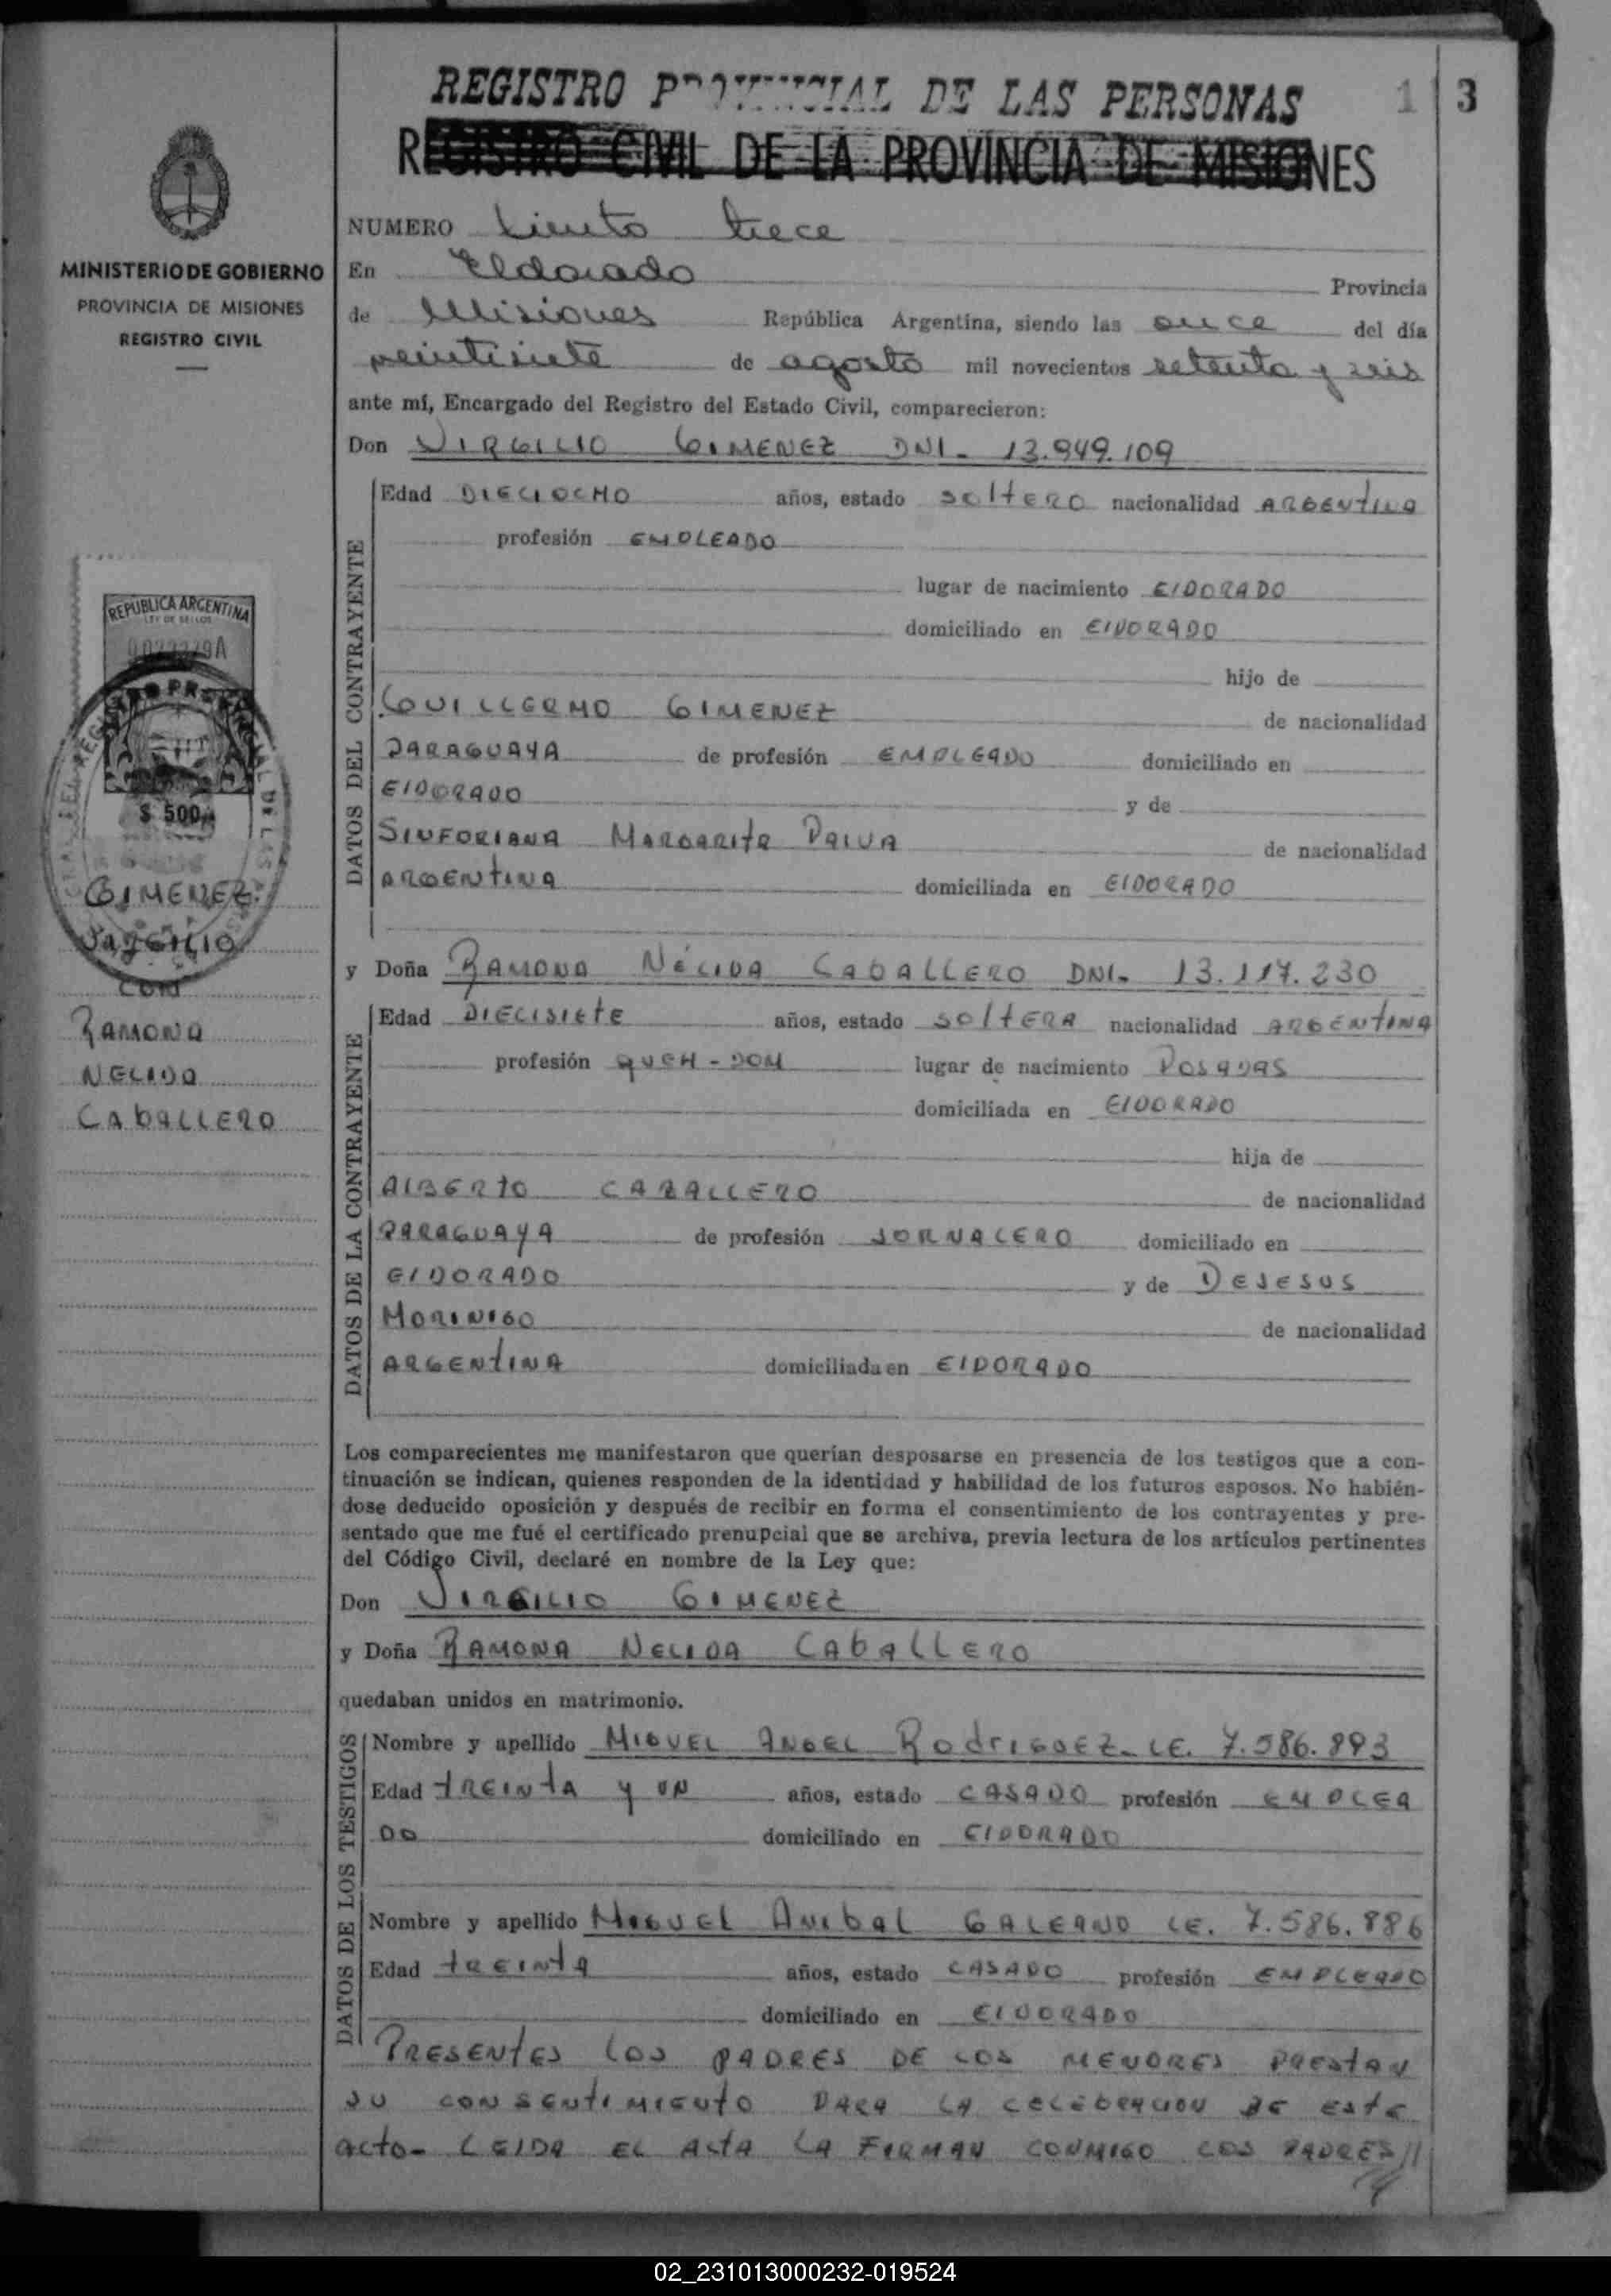 REGISTRO PROVINCIAL DE LAS PERSONAS
113
REGISTRO CIVIL DE LA PROVINCIA DE MISIONES
MINISTERIO DE GOBIERNO
PROVINCIA DE MISIONES
REGISTRO CIVIL
REPUBLICA ARGENTINA
LEY DE SELLOS
$ 500
GIMENEZ
VIRGILIO
CON
RAMONA
NELIDA
CABALLERO
NUMERO Ciento trece
En Eldorado Provincia
de Misiones República Argentina, siendo las once del día
veintisiete de agosto mil novecientos setenta y seis
ante mí, Encargado del Registro del Estado Civil, comparecieron:
Don VIRGILIO GIMENEZ DNI. 13.949.109
DATOS DEL CONTRAYENTE
Edad DIECIOCHO años, estado SOLTERO nacionalidad ARGENTINA
profesión EMPLEADO
lugar de nacimiento ElDORADO
domiciliado en ElDORADO
hijo de
GUILLERMO GIMENEZ de nacionalidad
PARAGUAYA de profesión EMPLEADO domiciliado en
ElDORADO y de
SINFORIANA MARGARITA PAIVA de nacionalidad
ARGENTINA domiciliada en ElDORADO
y Doña RAMONA NÉLIDA CABALLERO DNI. 13.117.230
DATOS DE LA CONTRAYENTE
Edad DIECISIETE años, estado SOLTERA nacionalidad ARGENTINA
profesión QUEH-DOM lugar de nacimiento POSADAS
domiciliada en ElDORADO
hija de
ALBERTO CABALLERO de nacionalidad
PARAGUAYA de profesión JORNALERO domiciliado en
ElDORADO y de DEJESUS
MORINIGO de nacionalidad
ARGENTINA domiciliada en ElDORADO
Los comparecientes me manifestaron que querían desposarse en presencia de los testigos que a con-
tinuación se indican, quienes responden de la identidad y habilidad de los futuros esposos. No habién-
dose deducido oposición y después de recibir en forma el consentimiento de los contrayentes y pre-
sentado que me fué el certificado prenupcial que se archiva, previa lectura de los artículos pertinentes
del Código Civil, declaré en nombre de la Ley que:
Don VIRGILIO GIMENEZ
y Doña RAMONA NELIDA CABALLERO
quedaban unidos en matrimonio.
DATOS DE LOS TESTIGOS
Nombre y apellido MIGUEL ANGEL RODRIGUEZ- LE. 7.586.893
Edad TREINTA y UN años, estado CASADO profesión EMPLEA
DO domiciliado en ElDORADO
Nombre y apellido MIGUEL ANIBAL GALEANO LE. 7.586.886
Edad TREINTA años, estado CASADO profesión EMPLEADO
domiciliado en ElDORADO
PRESENTES LOS PADRES DE LOS MENORES PRESTAN
SU CONSENTIMIENTO PARA LA CELEBRACION DE ESTE
ACTO- LEIDA EL ACTA LA FIRMAN CONMIGO LOS PADRES//
02_231013000232-019524